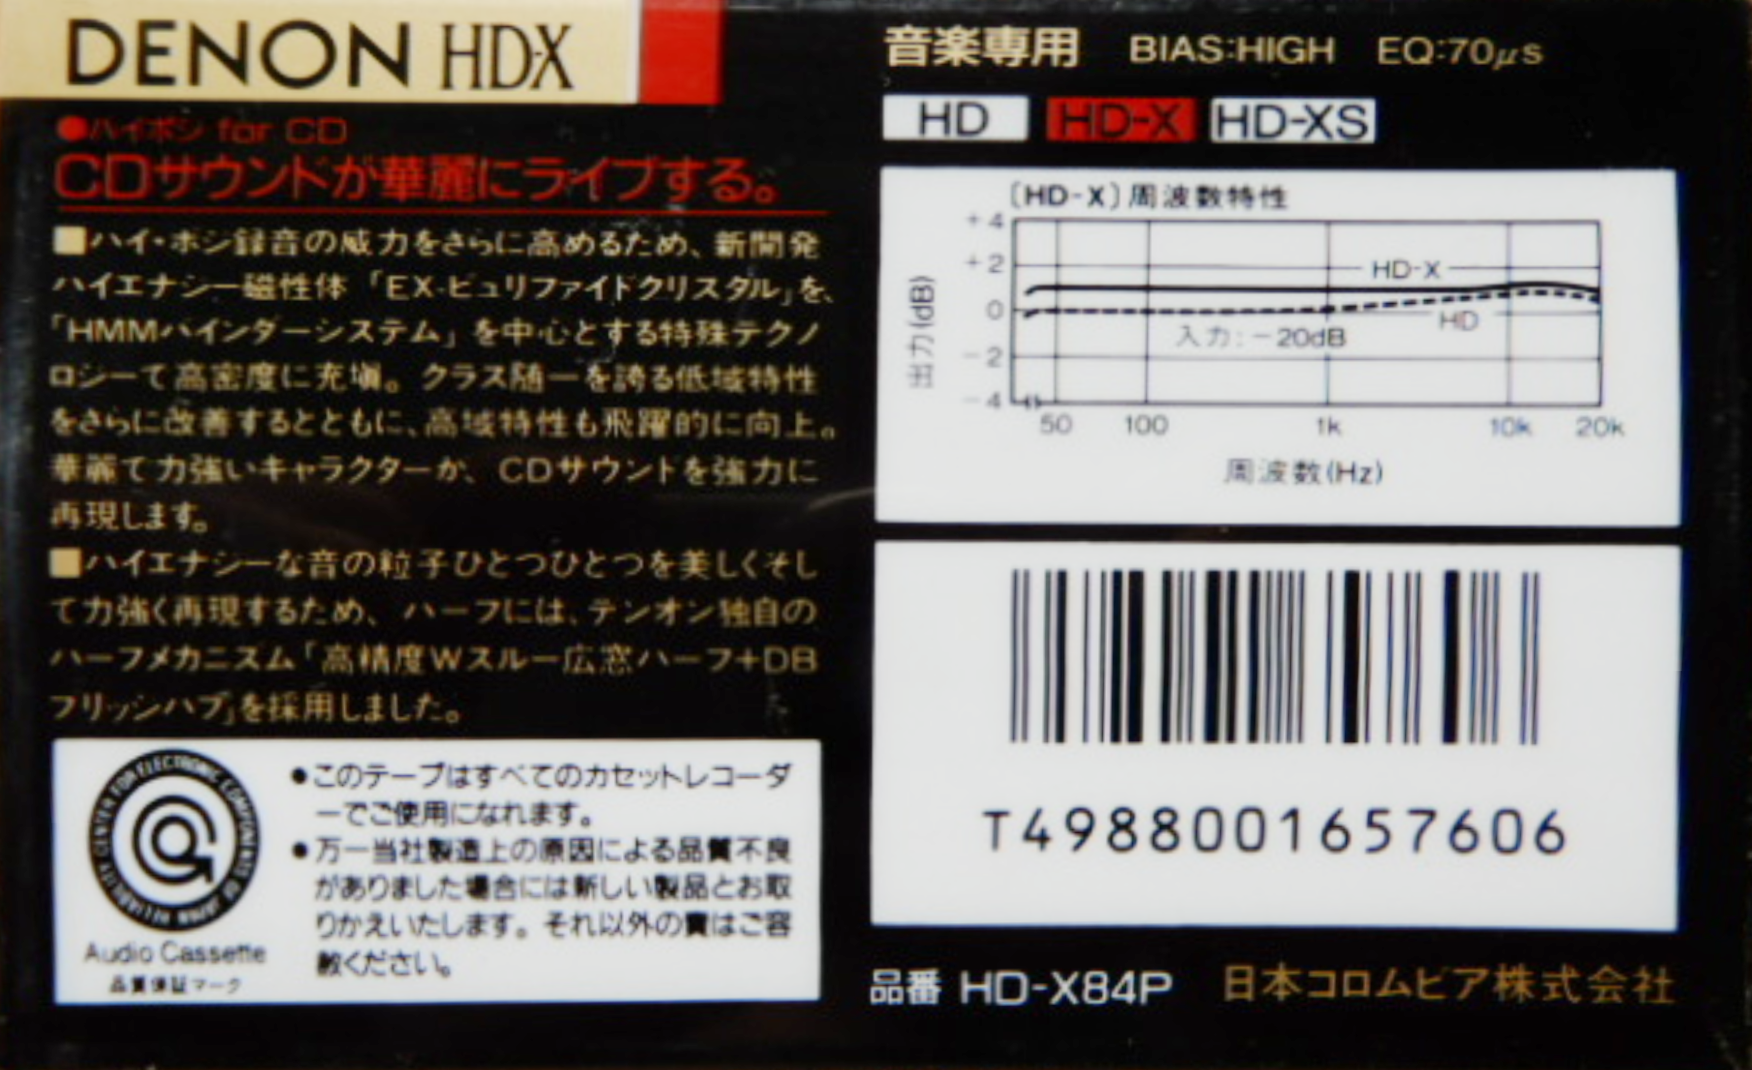 DENON HD-X
●ハイポジ for CD
CDサウンドが華麗にライブする。
■ハイ・ポジ録音の威力をさらに高めるため、新開発
ハイエナジー磁性体「EX-ピュリファイドクリスタル」を、
「HMMバインダーシステム」を中心とする特殊テクノ
ロジーで高密度に充塡。クラス随一を誇る低域特性
をさらに改善するとともに、高域特性も飛躍的に向上。
華麗で力強いキャラクターが、CDサウンドを強力に
再現します。
■ハイエナジーな音の粒子ひとつひとつを美しくそし
て力強く再現するため、ハーフには、デンオン独自の
ハーフメカニズム「高精度Wスルー広窓ハーフ+DB
フリッジハブ」を採用しました。
RELIABILITY CENTER FOR ELECTRONIC COMPONENTS OF JAPAN
Audio Cassette
品質保証マーク
●このテープはすべてのカセットレコーダ
ーでご使用になれます。
●万一当社製造上の原因による品質不良
がありました場合には新しい製品とお取
りかえいたします。それ以外の責はご容
赦ください。
音楽専用 BIAS:HIGH EQ:70μs
HD HD-X HD-XS
〔HD-X〕周波数特性
+4
+2
0
-2
-4
出力(dB)
HD-X
HD
入力:-20dB
50 100 1k 10k 20k
周波数(Hz)
T4988001657606
品番 HD-X84P 日本コロムビア株式会社